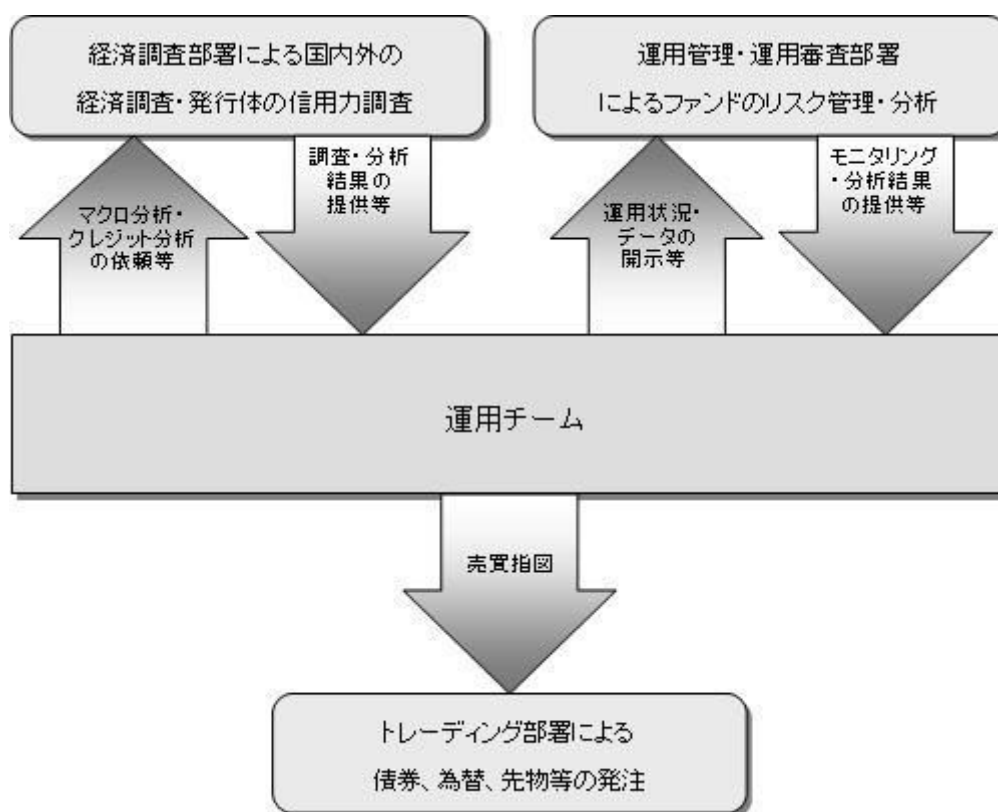 経済調査部署による国内外の
経済調査・発行体の信用力調査
運用管理・運用審査部署
によるファンドのリスク管理・分析
マクロ分析・
クレジット分析
の依頼等
調査・分析
結果の
提供等
運用状況・
データの
開示等
モニタリング
・分析結果
の提供等
運用チーム
売買指図
トレーディング部署による
債券、為替、先物等の発注